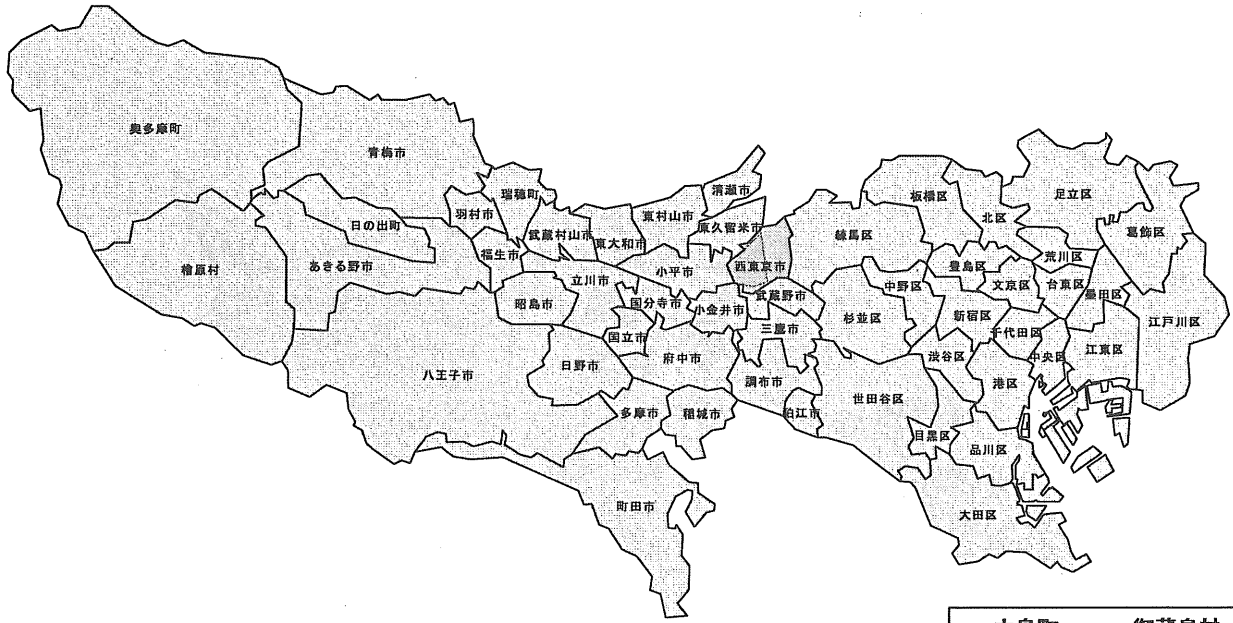 奥多摩町
青梅市
瑞穂町
羽村市
日の出町
あきる野市
檜原村
福生市
武蔵村山市
東大和市
東村山市
清瀬市
東久留米市
西東京市
小平市
立川市
昭島市
国分寺市
小金井市
武蔵野市
三鷹市
国立市
府中市
日野市
八王子市
多摩市
稲城市
調布市
狛江市
町田市
練馬区
板橋区
北区
足立区
葛飾区
荒川区
豊島区
文京区
台東区
墨田区
江戸川区
中野区
杉並区
新宿区
千代田区
中央区
江東区
渋谷区
港区
世田谷区
目黒区
品川区
大田区